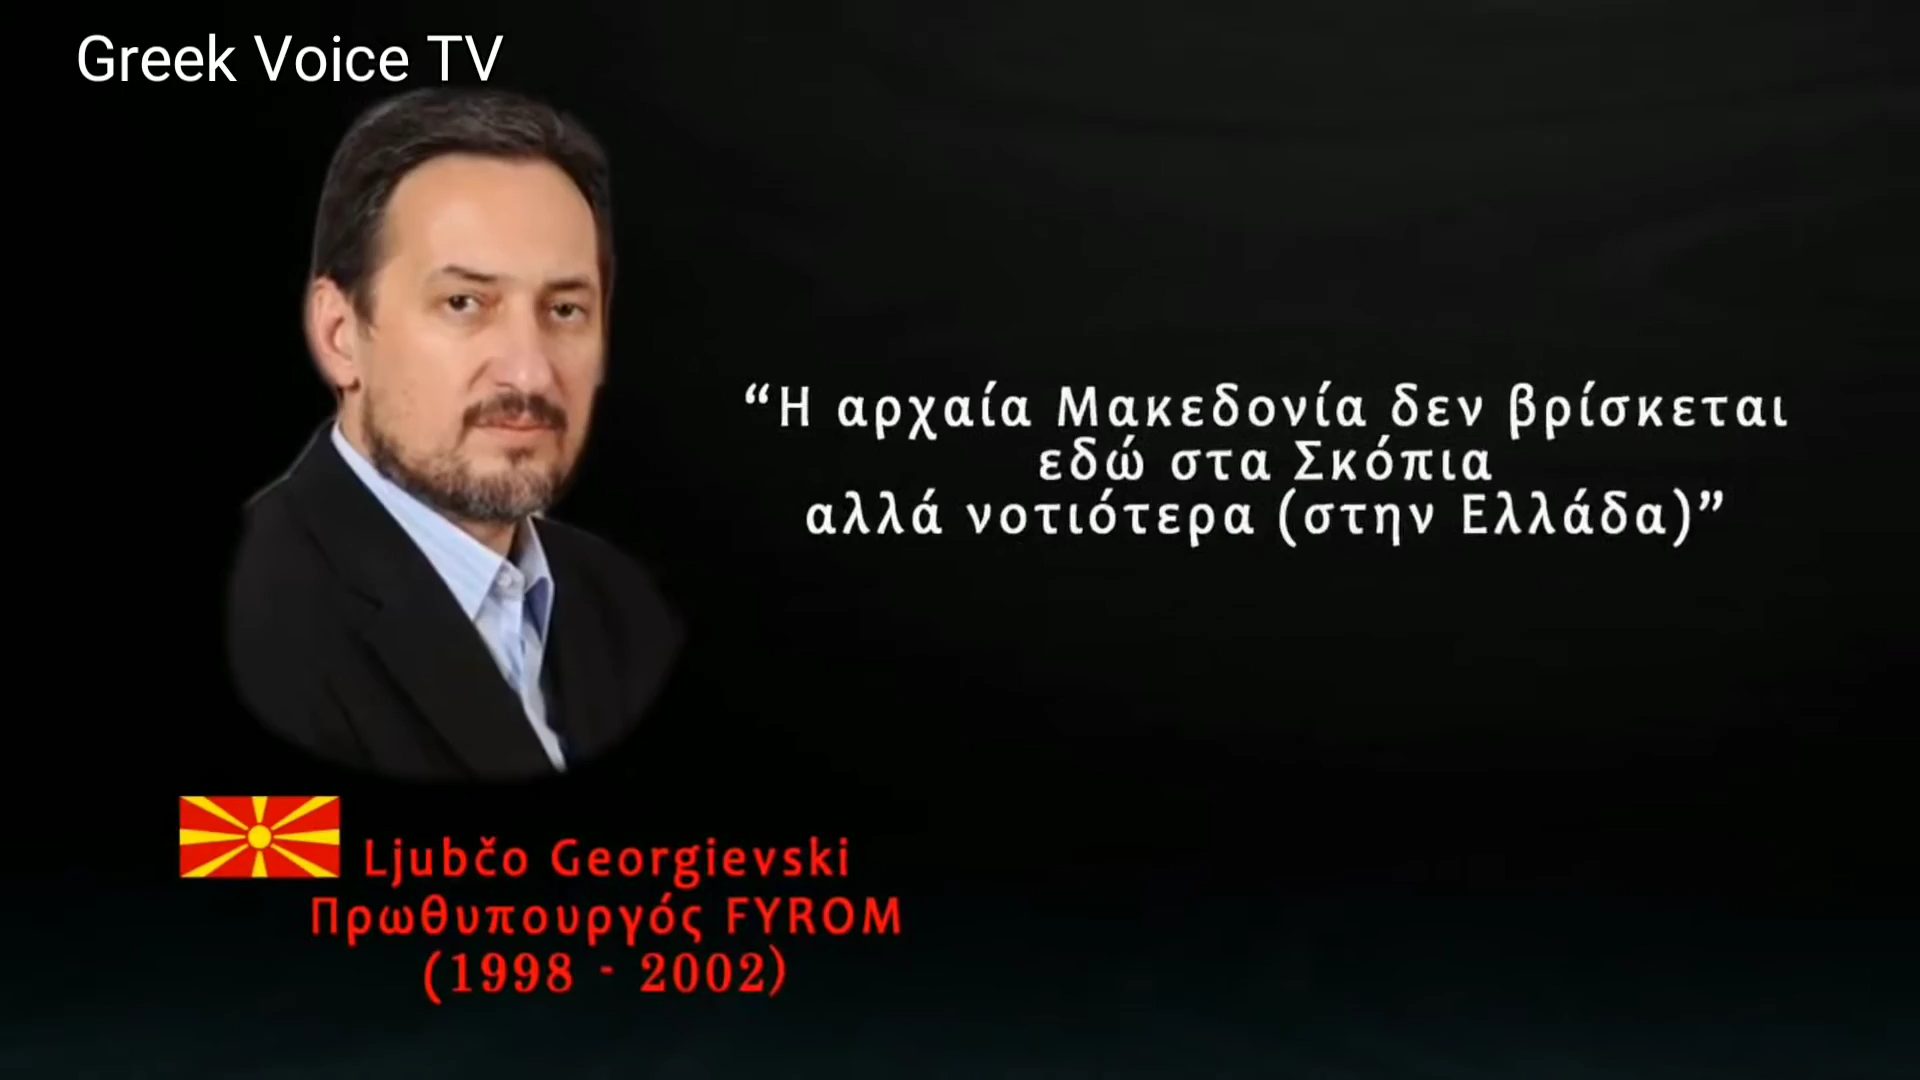 Greek Voice TV
“Η αρχαία Μακεδονία δεν βρίσκεται
εδώ στα Σκόπια
αλλά νοτιότερα (στην Ελλάδα)”
Ljubčo Georgievski
Πρωθυπουργός FYROM
(1998 - 2002)